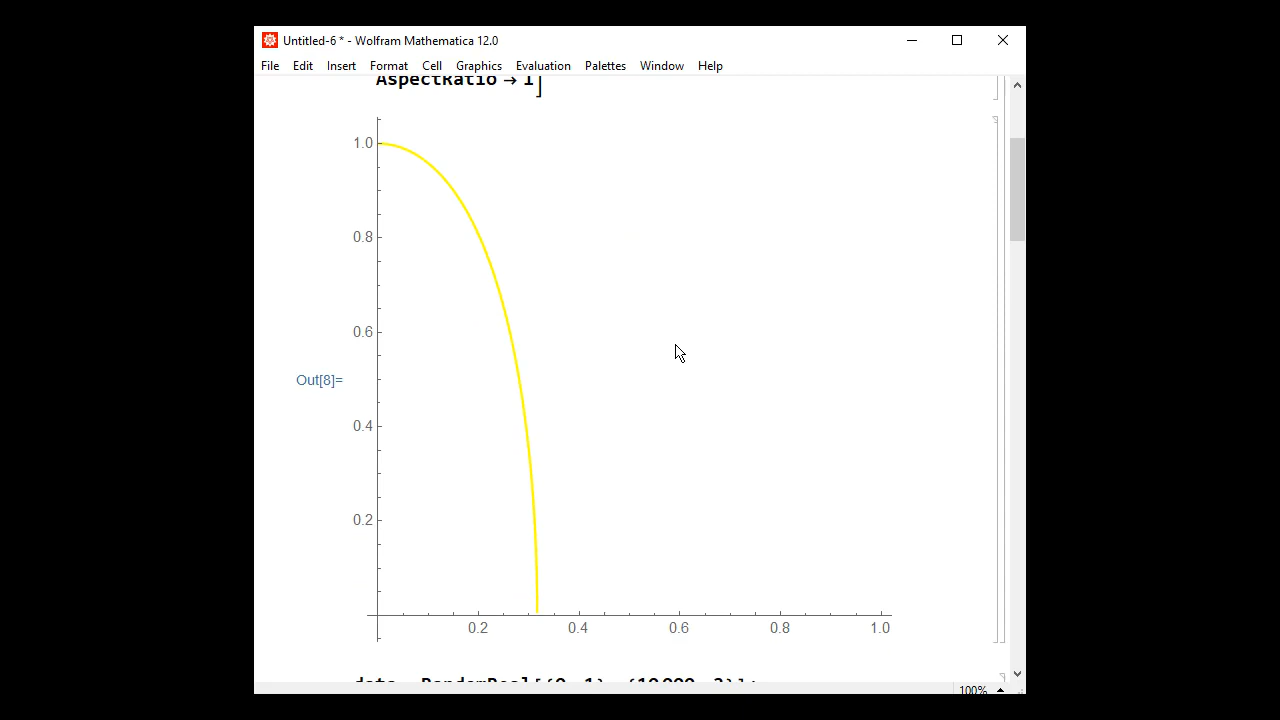 Untitled-6 * - Wolfram Mathematica 12.0
File Edit Insert Format Cell Graphics Evaluation Palettes Window Help
AspectRatio → 1]
1.0
0.8
0.6
Out[8]=
0.4
0.2
0.2 0.4 0.6 0.8 1.0
100%